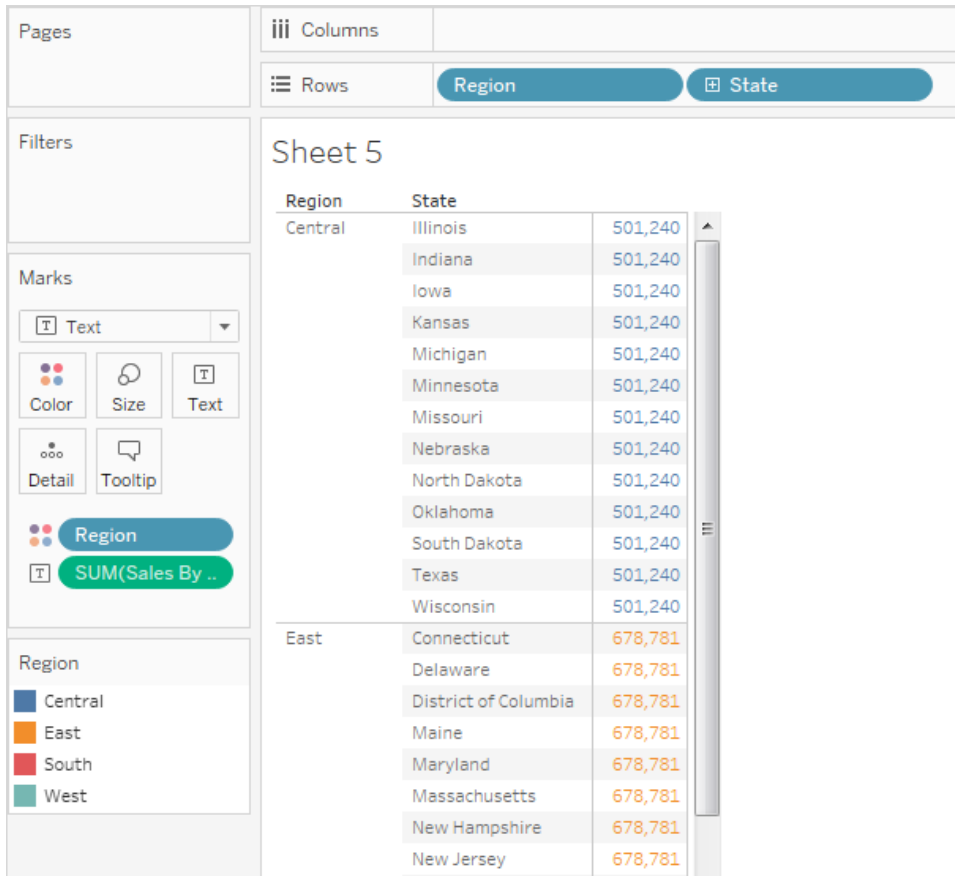 Pages
iii Columns
Rows
Region
State
Filters
Sheet 5
Region State
Central Illinois 501,240
Indiana 501,240
Iowa 501,240
Kansas 501,240
Michigan 501,240
Minnesota 501,240
Missouri 501,240
Nebraska 501,240
North Dakota 501,240
Oklahoma 501,240
South Dakota 501,240
Texas 501,240
Wisconsin 501,240
East Connecticut 678,781
Delaware 678,781
District of Columbia 678,781
Maine 678,781
Maryland 678,781
Massachusetts 678,781
New Hampshire 678,781
New Jersey 678,781
Marks
T Text
Color
Size
T
Text
Detail
Tooltip
Region
T SUM(Sales By ..
Region
Central
East
South
West